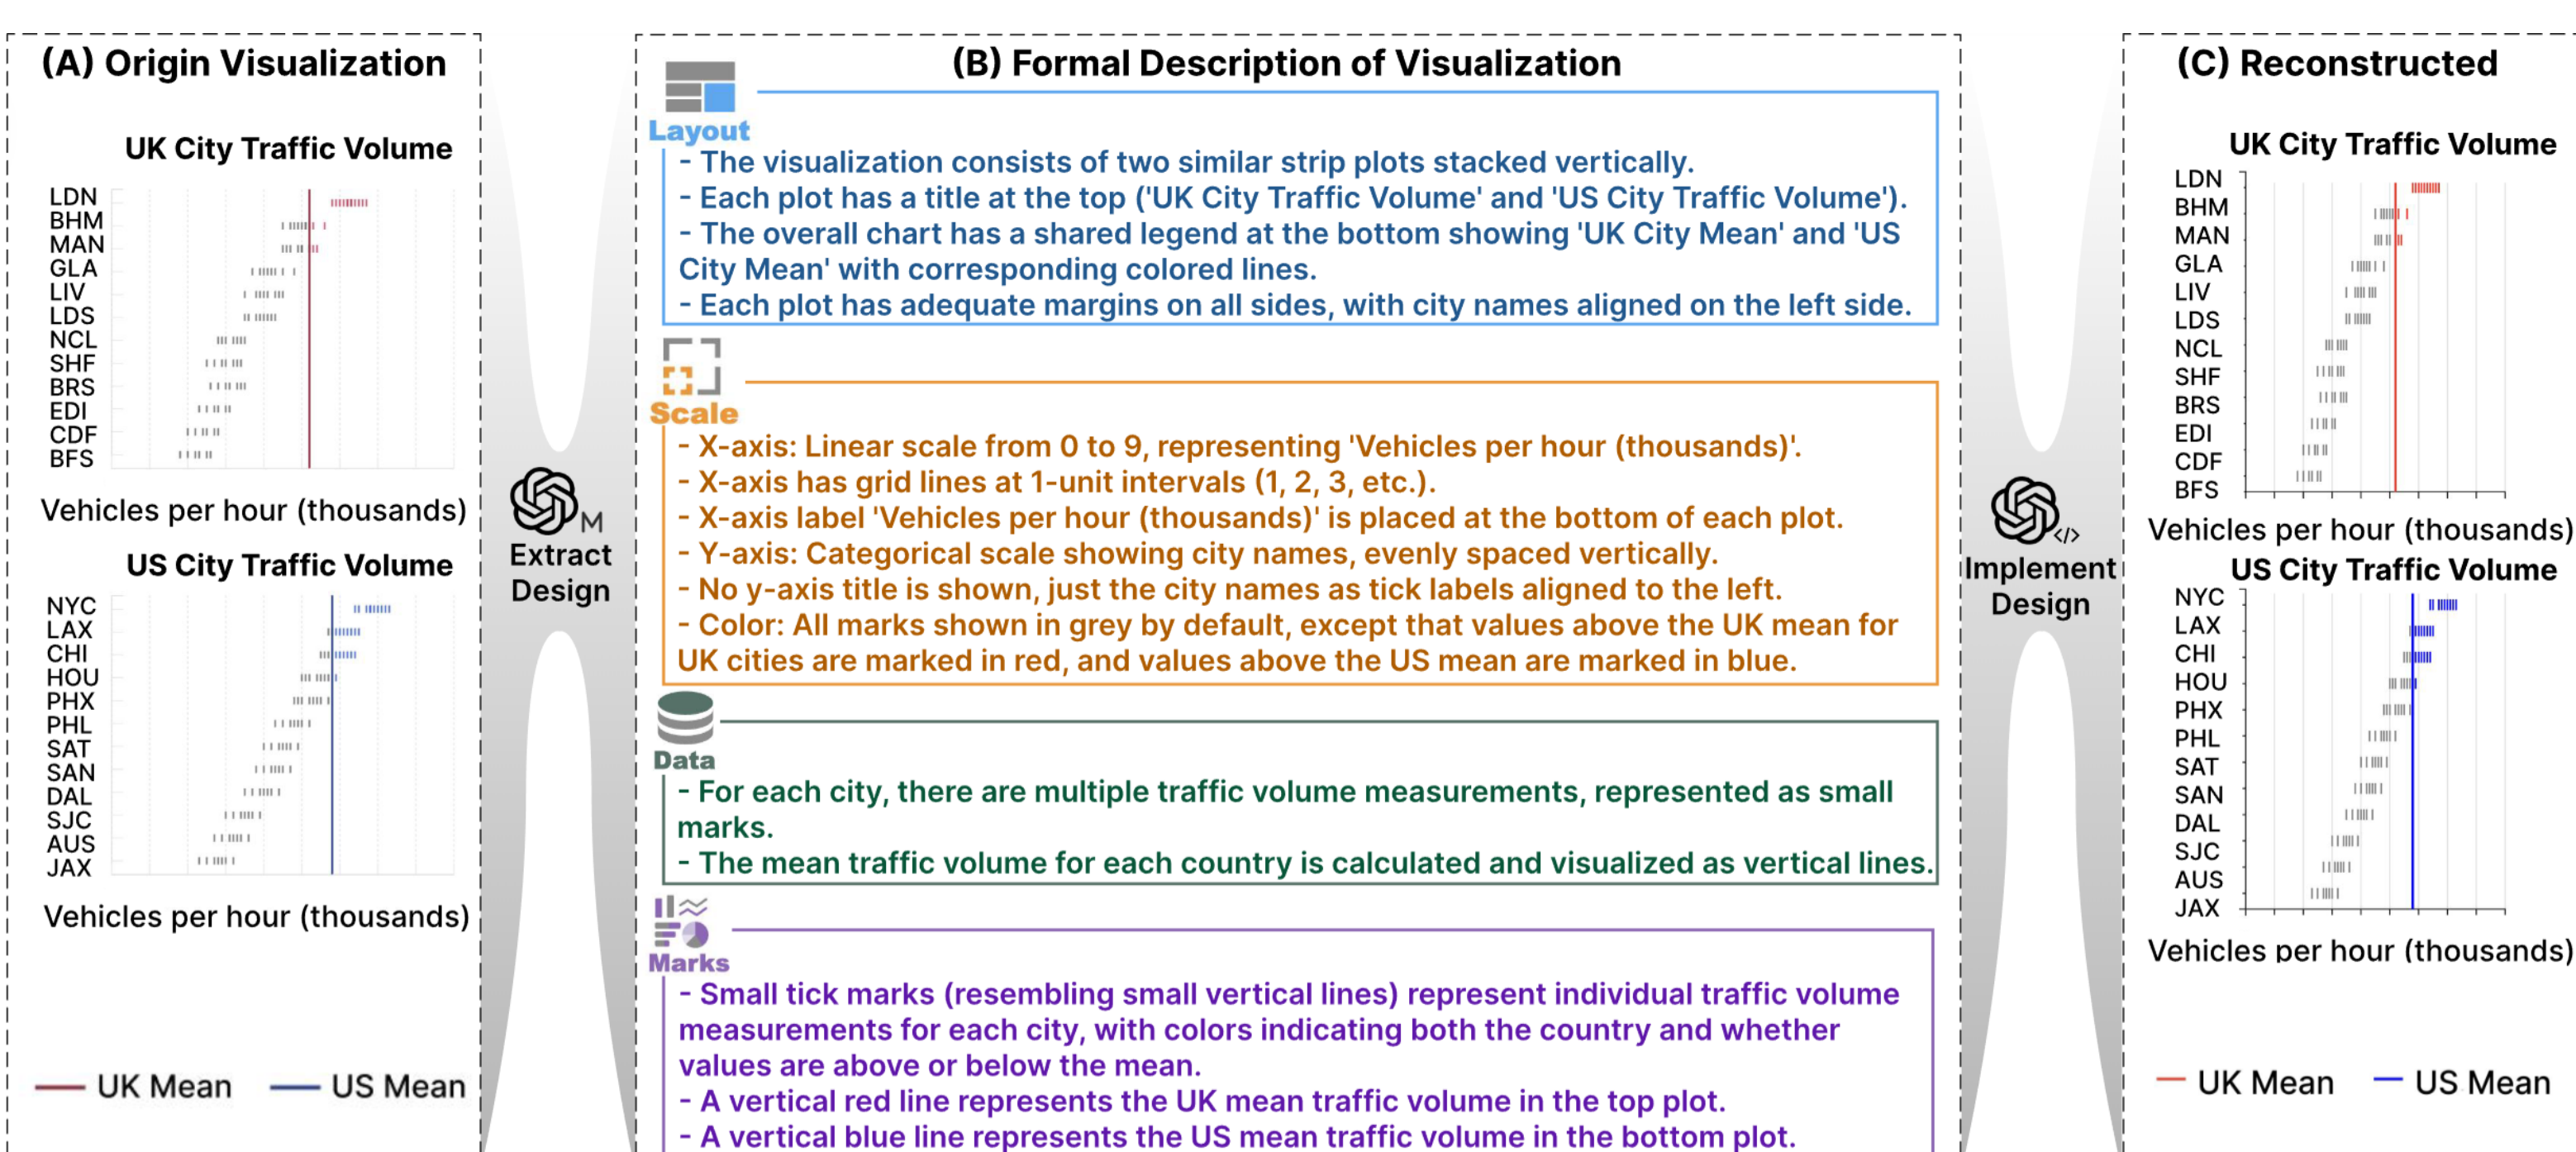 (A) Origin Visualization
UK City Traffic Volume
LDN
BHM
MAN
GLA
LIV
LDS
NCL
SHF
BRS
EDI
CDF
BFS
Vehicles per hour (thousands)
US City Traffic Volume
NYC
LAX
CHI
HOU
PHX
PHL
SAT
SAN
DAL
SJC
AUS
JAX
Vehicles per hour (thousands)
UK Mean
US Mean
M
Extract
Design
(B) Formal Description of Visualization
Layout
- The visualization consists of two similar strip plots stacked vertically.
- Each plot has a title at the top ('UK City Traffic Volume' and 'US City Traffic Volume').
- The overall chart has a shared legend at the bottom showing 'UK City Mean' and 'US
City Mean' with corresponding colored lines.
- Each plot has adequate margins on all sides, with city names aligned on the left side.
Scale
- X-axis: Linear scale from 0 to 9, representing 'Vehicles per hour (thousands)'.
- X-axis has grid lines at 1-unit intervals (1, 2, 3, etc.).
- X-axis label 'Vehicles per hour (thousands)' is placed at the bottom of each plot.
- Y-axis: Categorical scale showing city names, evenly spaced vertically.
- No y-axis title is shown, just the city names as tick labels aligned to the left.
- Color: All marks shown in grey by default, except that values above the UK mean for
UK cities are marked in red, and values above the US mean are marked in blue.
Data
- For each city, there are multiple traffic volume measurements, represented as small
marks.
- The mean traffic volume for each country is calculated and visualized as vertical lines.
Marks
- Small tick marks (resembling small vertical lines) represent individual traffic volume
measurements for each city, with colors indicating both the country and whether
values are above or below the mean.
- A vertical red line represents the UK mean traffic volume in the top plot.
- A vertical blue line represents the US mean traffic volume in the bottom plot.
</>
Implement
Design
(C) Reconstructed
UK City Traffic Volume
LDN
BHM
MAN
GLA
LIV
LDS
NCL
SHF
BRS
EDI
CDF
BFS
Vehicles per hour (thousands)
US City Traffic Volume
NYC
LAX
CHI
HOU
PHX
PHL
SAT
SAN
DAL
SJC
AUS
JAX
Vehicles per hour (thousands)
UK Mean
US Mean